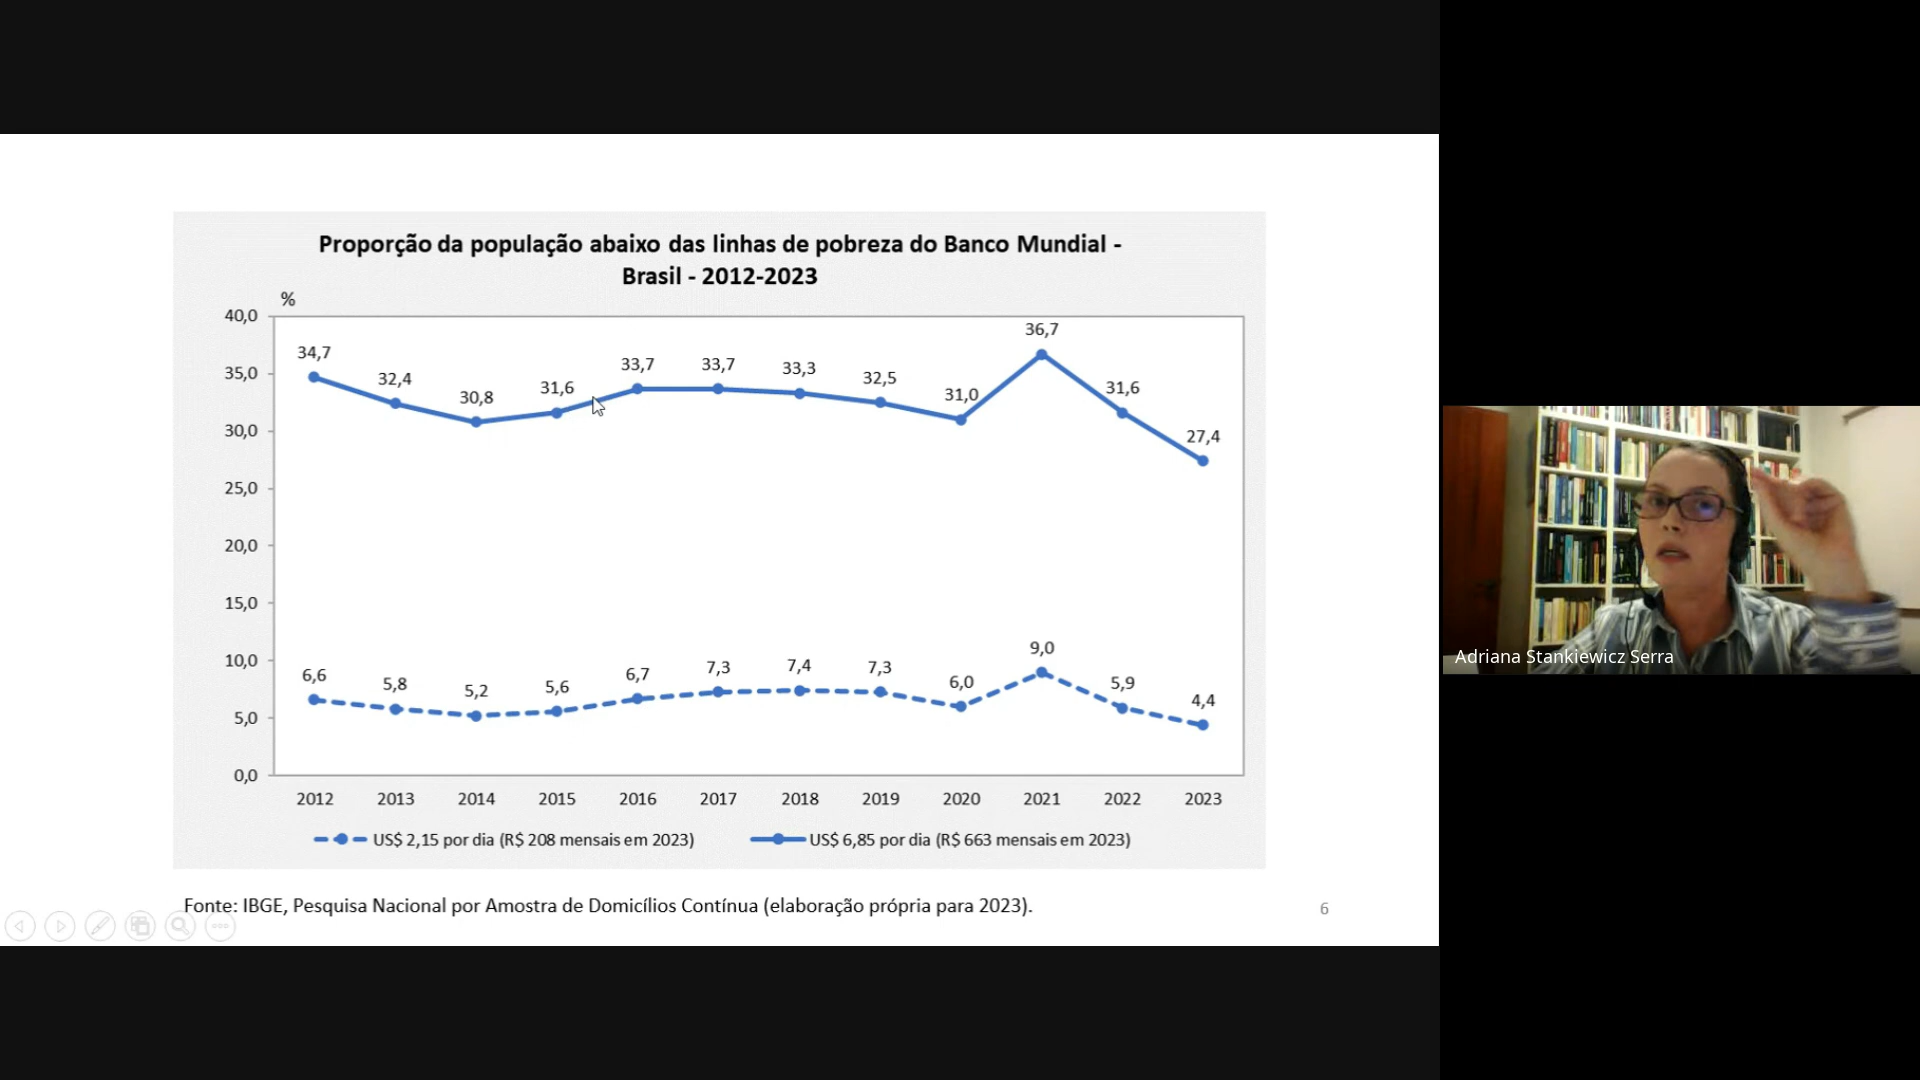 Proporção da população abaixo das linhas de pobreza do Banco Mundial -
Brasil - 2012-2023
%
40,0
35,0
30,0
25,0
20,0
15,0
10,0
5,0
0,0
34,7 32,4 30,8 31,6 33,7 33,7 33,3 32,5 31,0 36,7 31,6 27,4
6,6 5,8 5,2 5,6 6,7 7,3 7,4 7,3 6,0 9,0 5,9 4,4
2012 2013 2014 2015 2016 2017 2018 2019 2020 2021 2022 2023
US$ 2,15 por dia (R$ 208 mensais em 2023) US$ 6,85 por dia (R$ 663 mensais em 2023)
Fonte: IBGE, Pesquisa Nacional por Amostra de Domicílios Contínua (elaboração própria para 2023).
6
Adriana Stankiewicz Serra